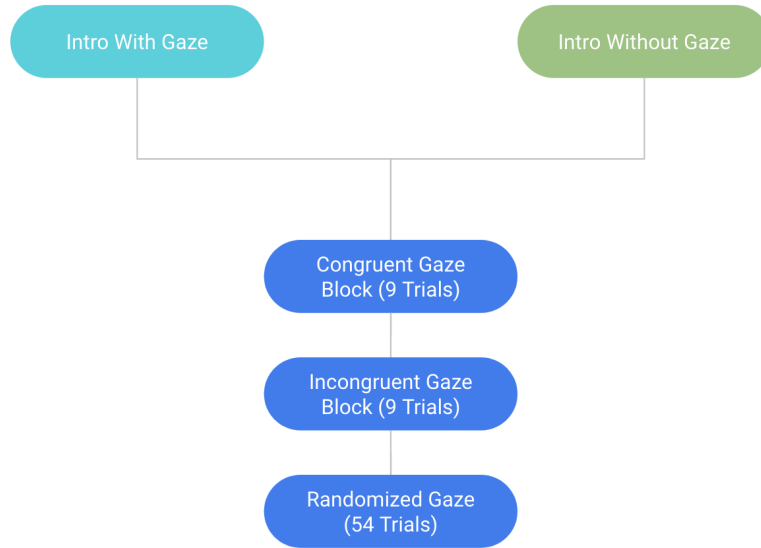 Intro With Gaze
Intro Without Gaze
Congruent Gaze
Block (9 Trials)
Incongruent Gaze
Block (9 Trials)
Randomized Gaze
(54 Trials)